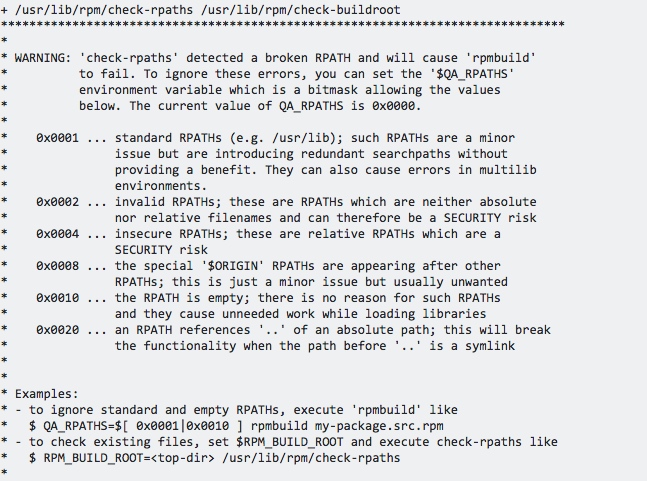 + /usr/lib/rpm/check-rpaths /usr/lib/rpm/check-buildroot
*******************************************************************************
*
* WARNING: 'check-rpaths' detected a broken RPATH and will cause 'rpmbuild'
*          to fail. To ignore these errors, you can set the '$QA_RPATHS'
*          environment variable which is a bitmask allowing the values
*          below. The current value of QA_RPATHS is 0x0000.
*
*    0x0001 ... standard RPATHs (e.g. /usr/lib); such RPATHs are a minor
*               issue but are introducing redundant searchpaths without
*               providing a benefit. They can also cause errors in multilib
*               environments.
*    0x0002 ... invalid RPATHs; these are RPATHs which are neither absolute
*               nor relative filenames and can therefore be a SECURITY risk
*    0x0004 ... insecure RPATHs; these are relative RPATHs which are a
*               SECURITY risk
*    0x0008 ... the special '$ORIGIN' RPATHs are appearing after other
*               RPATHs; this is just a minor issue but usually unwanted
*    0x0010 ... the RPATH is empty; there is no reason for such RPATHs
*               and they cause unneeded work while loading libraries
*    0x0020 ... an RPATH references '..' of an absolute path; this will break
*               the functionality when the path before '..' is a symlink
*
*
* Examples:
* - to ignore standard and empty RPATHs, execute 'rpmbuild' like
*   $ QA_RPATHS=$[ 0x0001|0x0010 ] rpmbuild my-package.src.rpm
* - to check existing files, set $RPM_BUILD_ROOT and execute check-rpaths like
*   $ RPM_BUILD_ROOT=<top-dir> /usr/lib/rpm/check-rpaths
*